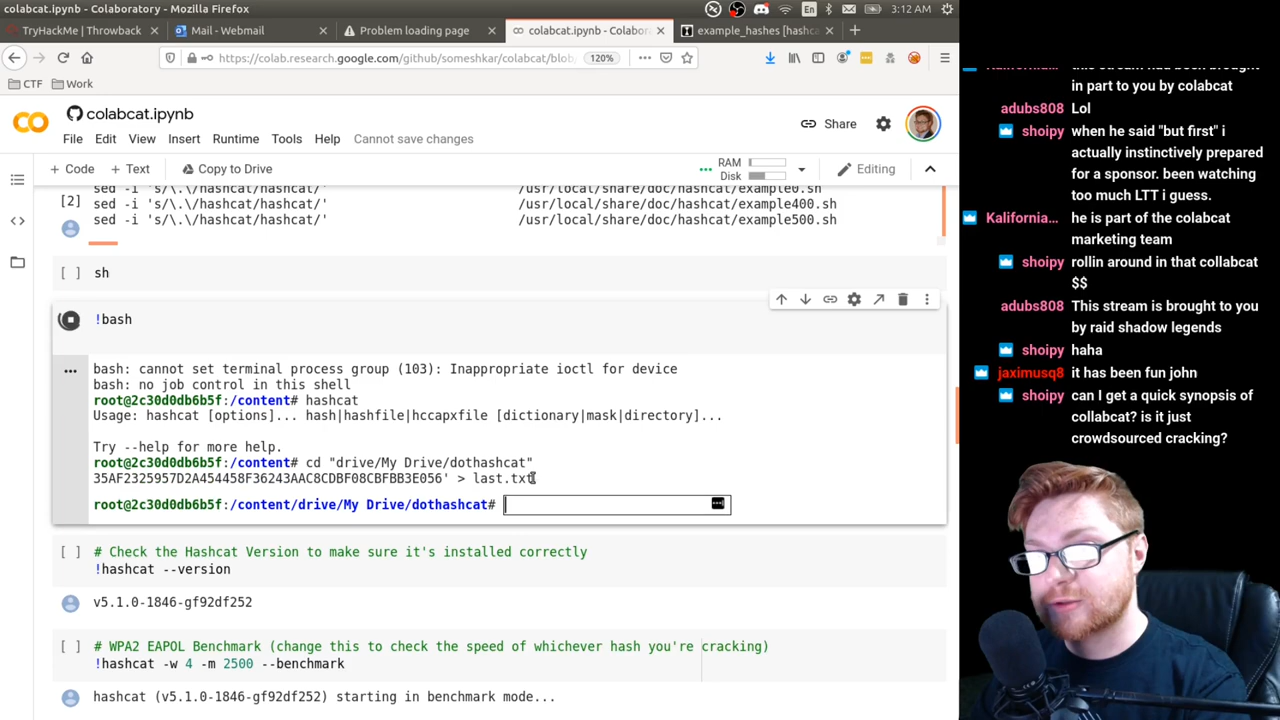 colabcat.ipynb - Colaboratory - Mozilla Firefox
En
3:12 AM
TryHackMe | Throwback
Mail - Webmail
Problem loading page
colabcat.ipynb - Colabor
example_hashes [hashcat
http://colab.research.google.com/github/someshkar/colabcat/blob
120%
CTF
Work
colabcat.ipynb
File Edit View Insert Runtime Tools Help Cannot save changes
Share
+ Code + Text Copy to Drive
RAM
Disk
Editing
sed -i 's/\.\/hashcat/hashcat/' /usr/local/share/doc/hashcat/example0.sh
[2] sed -i 's/\.\/hashcat/hashcat/' /usr/local/share/doc/hashcat/example400.sh
sed -i 's/\.\/hashcat/hashcat/' /usr/local/share/doc/hashcat/example500.sh
[ ] sh
!bash
bash: cannot set terminal process group (103): Inappropriate ioctl for device
bash: no job control in this shell
root@2c30d0db6b5f:/content# hashcat
Usage: hashcat [options]... hash|hashfile|hccapxfile [dictionary|mask|directory]...
Try --help for more help.
root@2c30d0db6b5f:/content# cd "drive/My Drive/dothashcat"
35AF2325957D2A454458F36243AAC8CDBF08CBFBB3E056' > last.txt
root@2c30d0db6b5f:/content/drive/My Drive/dothashcat#
[ ] # Check the Hashcat Version to make sure it's installed correctly
!hashcat --version
v5.1.0-1846-gf92df252
[ ] # WPA2 EAPOL Benchmark (change this to check the speed of whichever hash you're cracking)
!hashcat -w 4 -m 2500 --benchmark
hashcat (v5.1.0-1846-gf92df252) starting in benchmark mode...
Kalifornia… this stream had been brought
in part to you by colabcat
adubs808 Lol
shoipy when he said "but first" i
actually instinctively prepared
for a sponsor. been watching
too much LTT i guess.
Kalifornia… he is part of the colabcat
marketing team
shoipy rollin around in that collabcat
$$
adubs808 This stream is brought to you
by raid shadow legends
shoipy haha
jaximusq8 it has been fun john
shoipy can I get a quick synopsis of
collabcat? is it just
crowdsourced cracking?